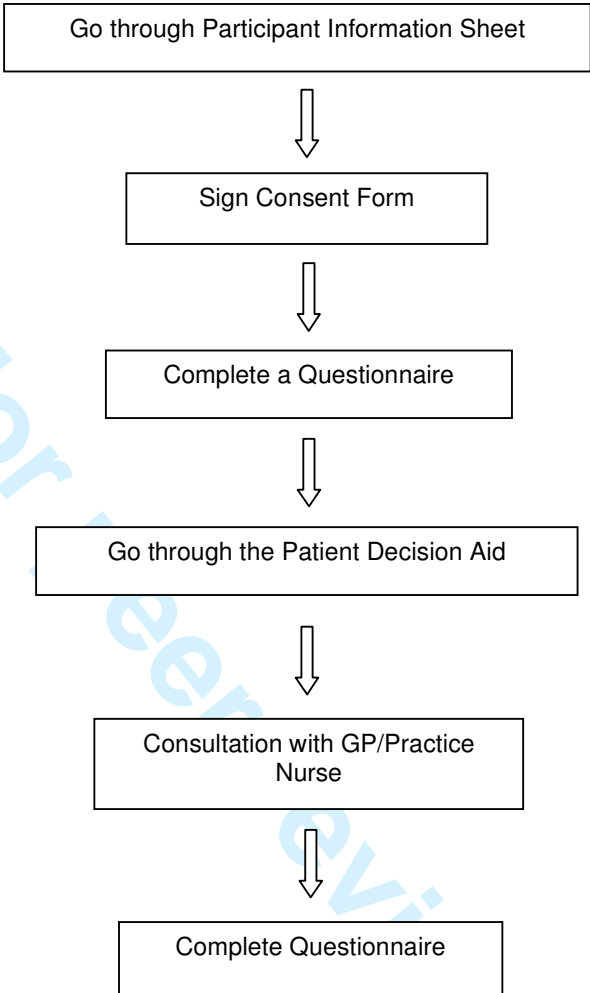 Go through Participant Information Sheet
Sign Consent Form
Complete a Questionnaire
Go through the Patient Decision Aid
Consultation with GP/Practice
Nurse
Complete Questionnaire